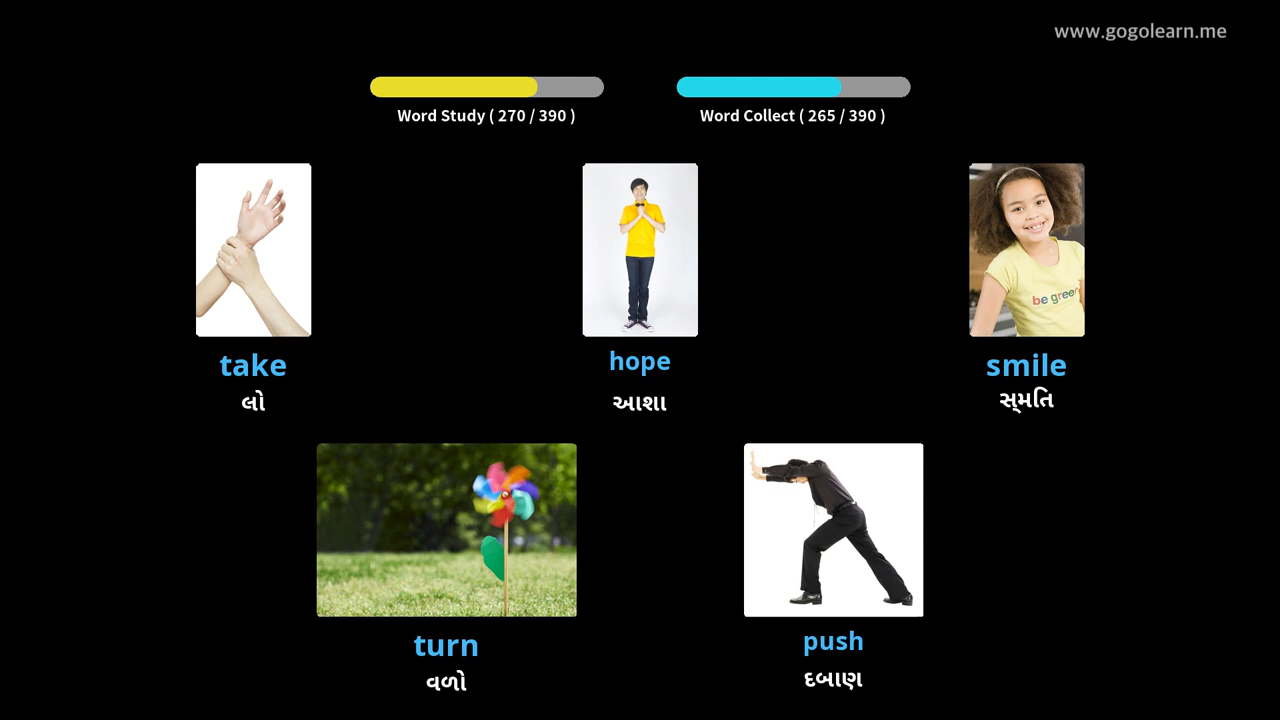 www.gogolearn.me
Word Study ( 270 / 390 )
Word Collect ( 265 / 390 )
be green
take
hope
smile
લો
આશા
સ્મતિ
turn
push
વળો
દબાણ